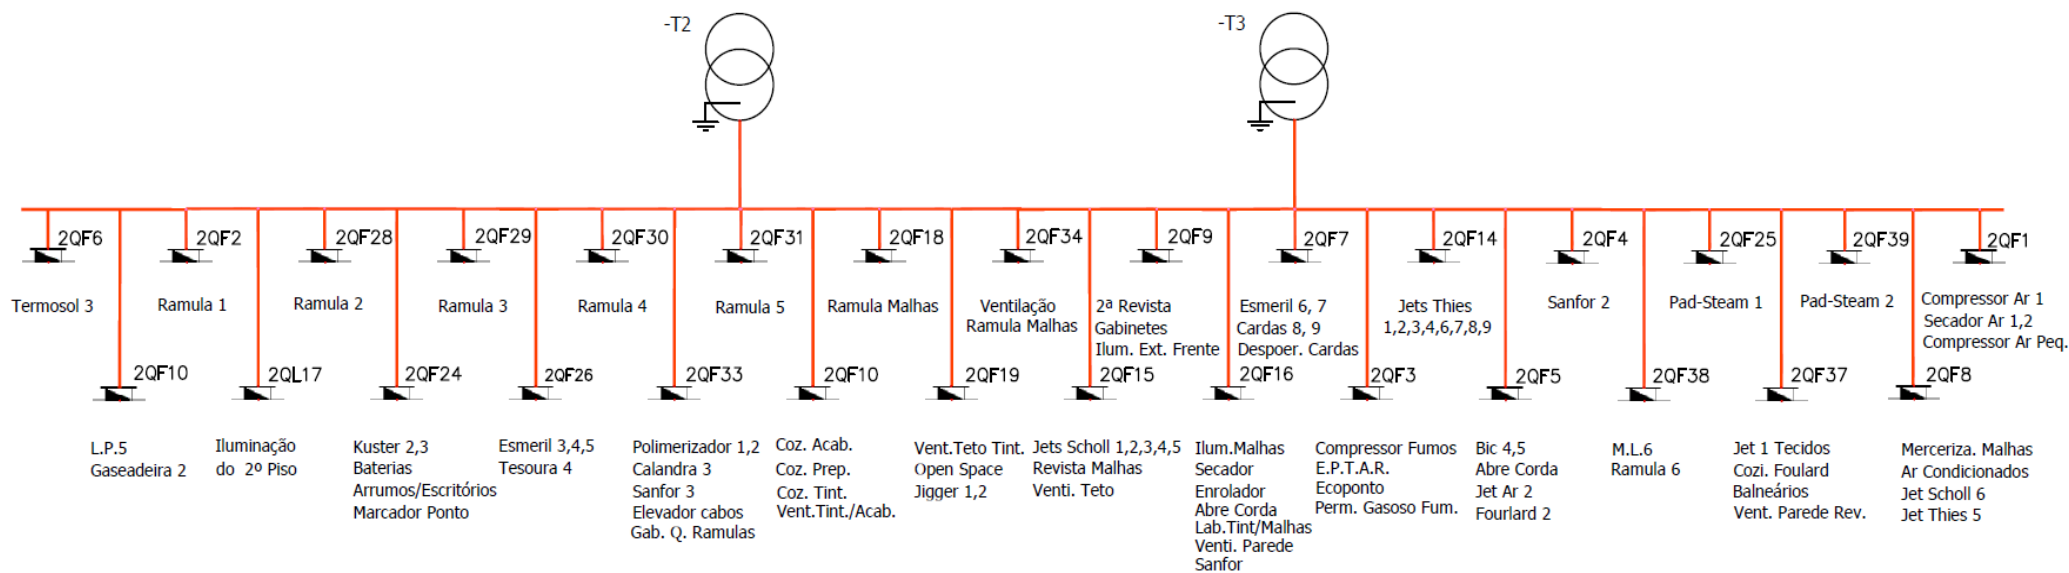 -T2
-T3
2QF6
2QF2
2QF28
2QF29
2QF30
2QF31
2QF18
2QF34
2QF9
2QF7
2QF14
2QF4
2QF25
2QF39
2QF1
Termosol 3
Ramula 1
Ramula 2
Ramula 3
Ramula 4
Ramula 5
Ramula Malhas
Ventilação
Ramula Malhas
2ª Revista
Gabinetes
Ilum. Ext. Frente
Esmeril 6, 7
Cardas 8, 9
Despoer. Cardas
Jets Thies
1,2,3,4,6,7,8,9
Sanfor 2
Pad-Steam 1
Pad-Steam 2
Compressor Ar 1
Secador Ar 1,2
Compressor Ar Peq.
2QF10
2QL17
2QF24
2QF26
2QF33
2QF10
2QF19
2QF15
2QF16
2QF3
2QF5
2QF38
2QF37
2QF8
L.P.5
Gaseadeira 2
Iluminação
do 2º Piso
Kuster 2,3
Baterias
Arrumos/Escritórios
Marcador Ponto
Esmeril 3,4,5
Tesoura 4
Polimerizador 1,2
Calandra 3
Sanfor 3
Elevador cabos
Gab. Q. Ramulas
Coz. Acab.
Coz. Prep.
Coz. Tint.
Vent.Tint./Acab.
Vent.Teto Tint.
Open Space
Jigger 1,2
Jets Scholl 1,2,3,4,5
Revista Malhas
Venti. Teto
Ilum.Malhas
Secador
Enrolador
Abre Corda
Lab.Tint/Malhas
Venti. Parede
Sanfor
Compressor Fumos
E.P.T.A.R.
Ecoponto
Perm. Gasoso Fum.
Bic 4,5
Abre Corda
Jet Ar 2
Fourlard 2
M.L.6
Ramula 6
Jet 1 Tecidos
Cozi. Foulard
Balneários
Vent. Parede Rev.
Merceriza. Malhas
Ar Condicionados
Jet Scholl 6
Jet Thies 5